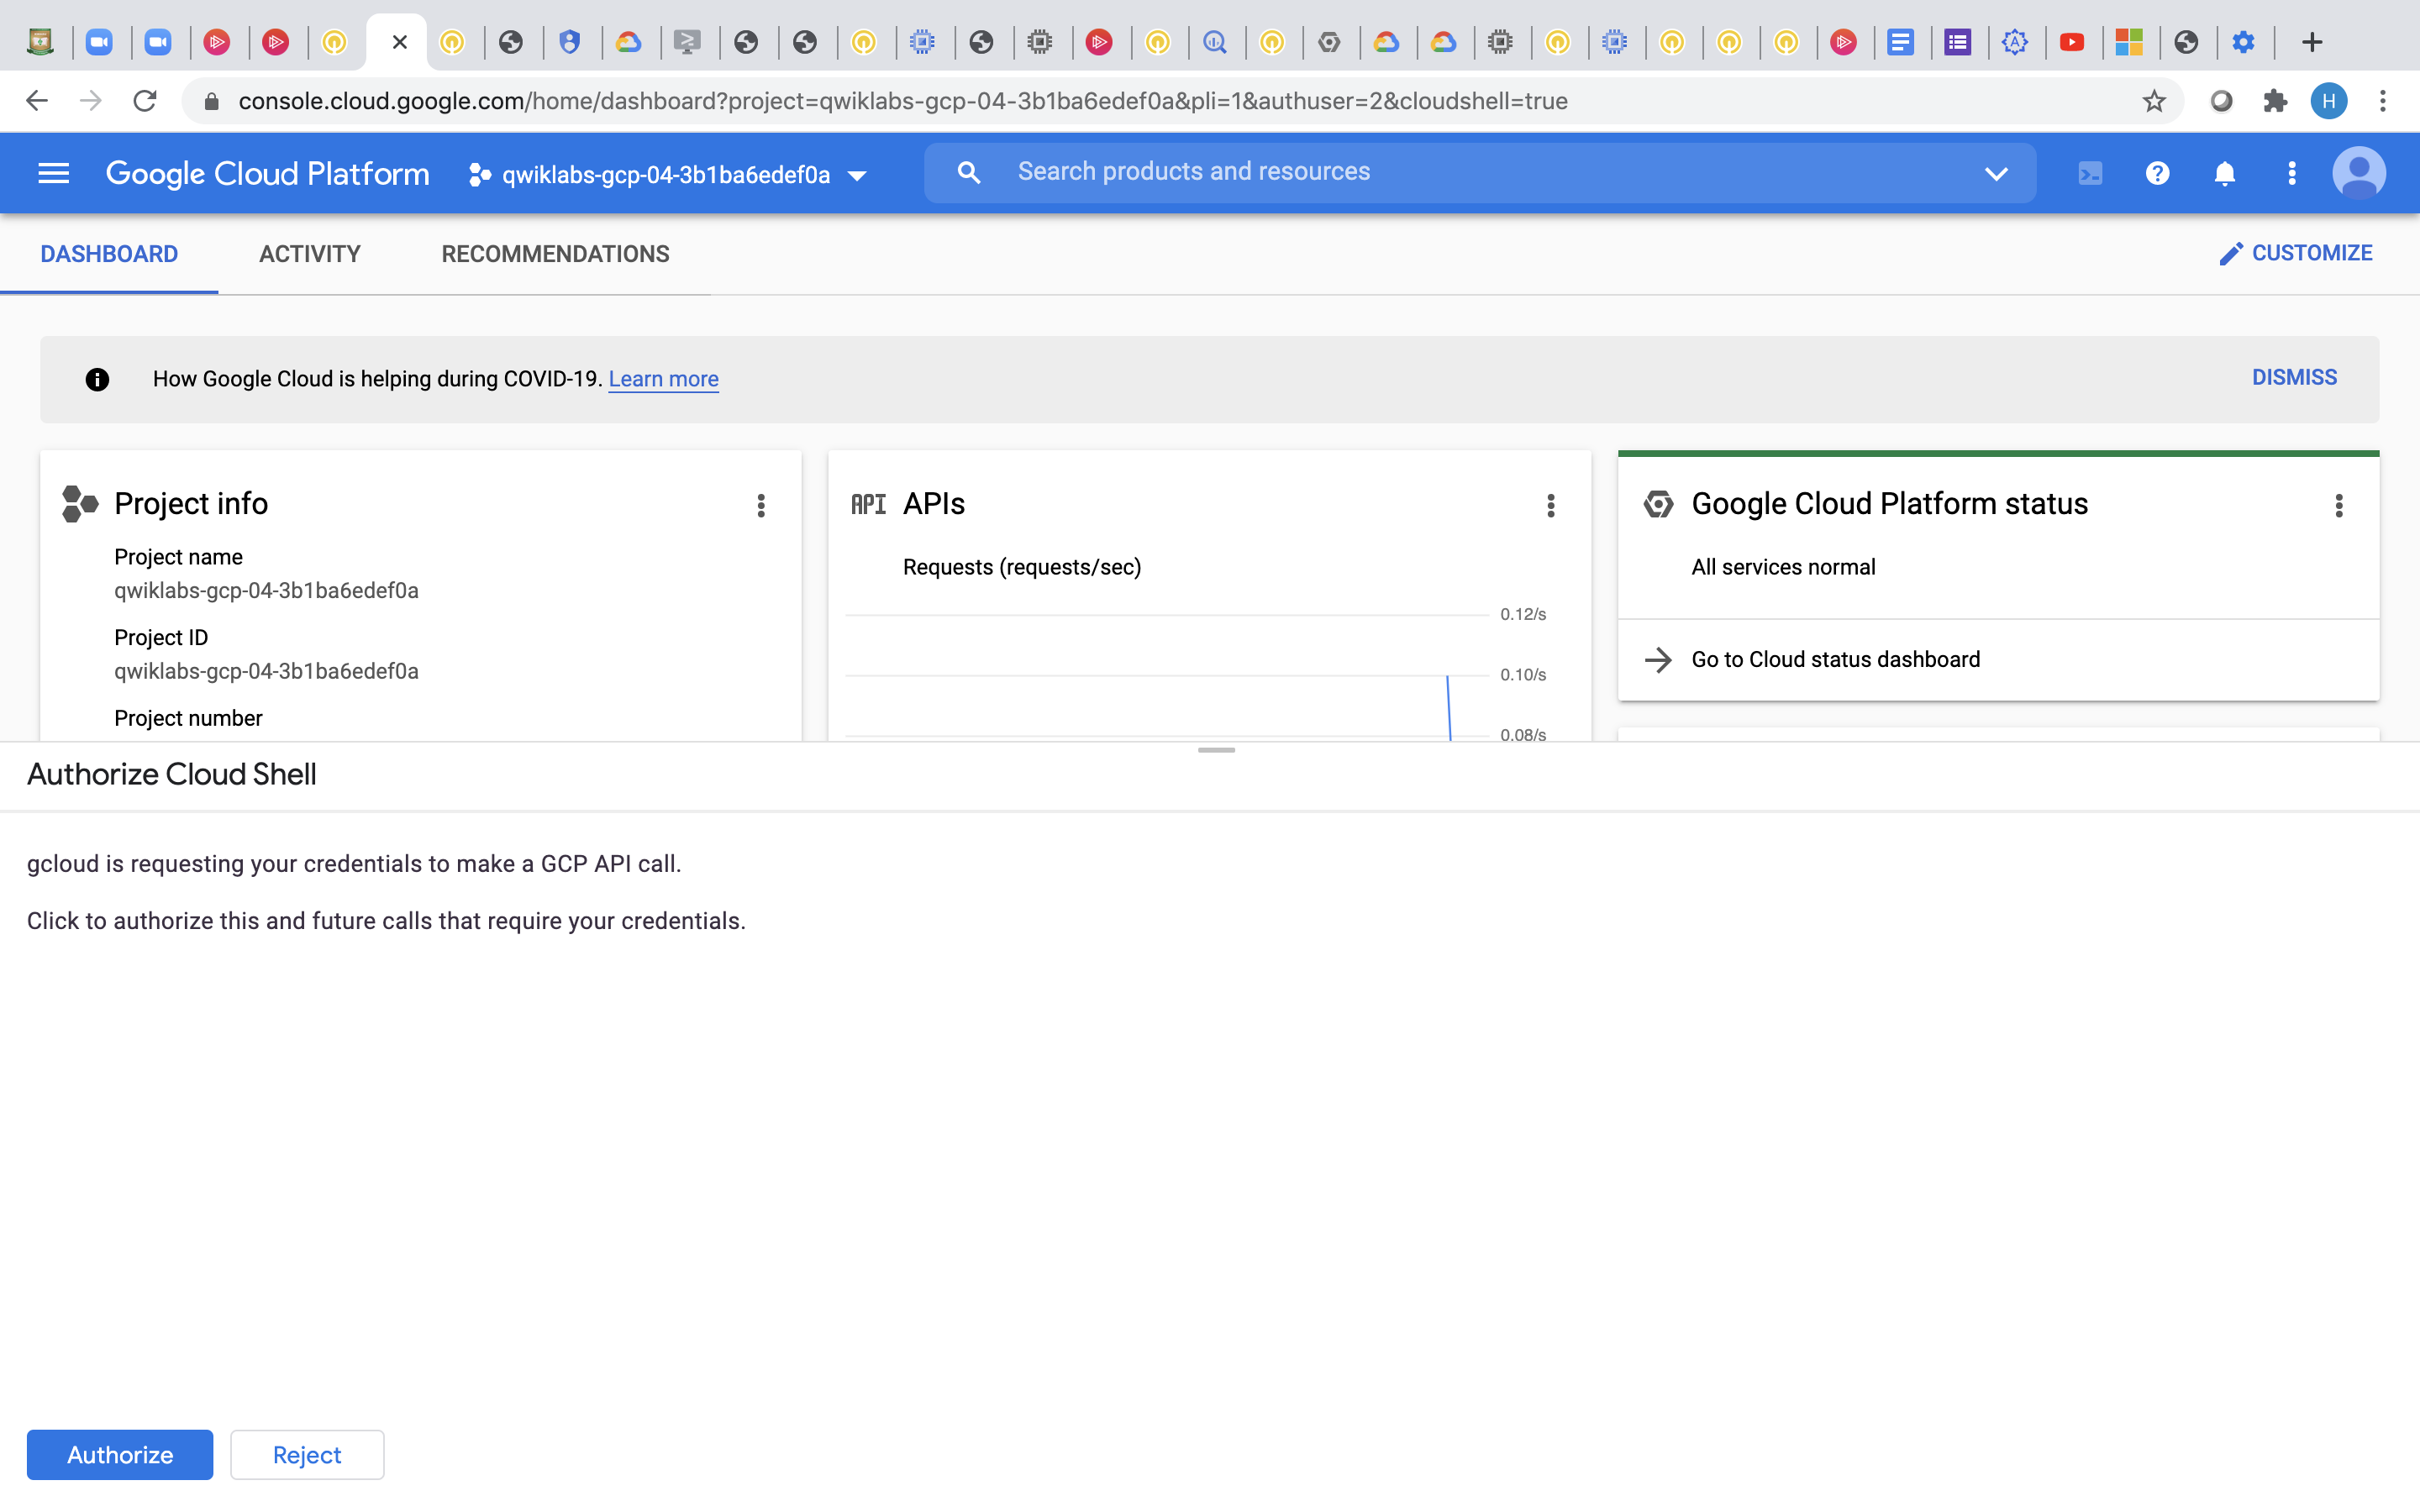 console.cloud.google.com/home/dashboard?project=qwiklabs-gcp-04-3b1ba6edef0a&pli=1&authuser=2&cloudshell=true
H
Google Cloud Platform
qwiklabs-gcp-04-3b1ba6edef0a
Search products and resources
DASHBOARD
ACTIVITY
RECOMMENDATIONS
CUSTOMIZE
How Google Cloud is helping during COVID-19. Learn more
DISMISS
Project info
Project name
qwiklabs-gcp-04-3b1ba6edef0a
Project ID
qwiklabs-gcp-04-3b1ba6edef0a
Project number
API APIs
Requests (requests/sec)
0.12/s
0.10/s
0.08/s
Google Cloud Platform status
All services normal
Go to Cloud status dashboard
Authorize Cloud Shell
gcloud is requesting your credentials to make a GCP API call.
Click to authorize this and future calls that require your credentials.
Authorize
Reject